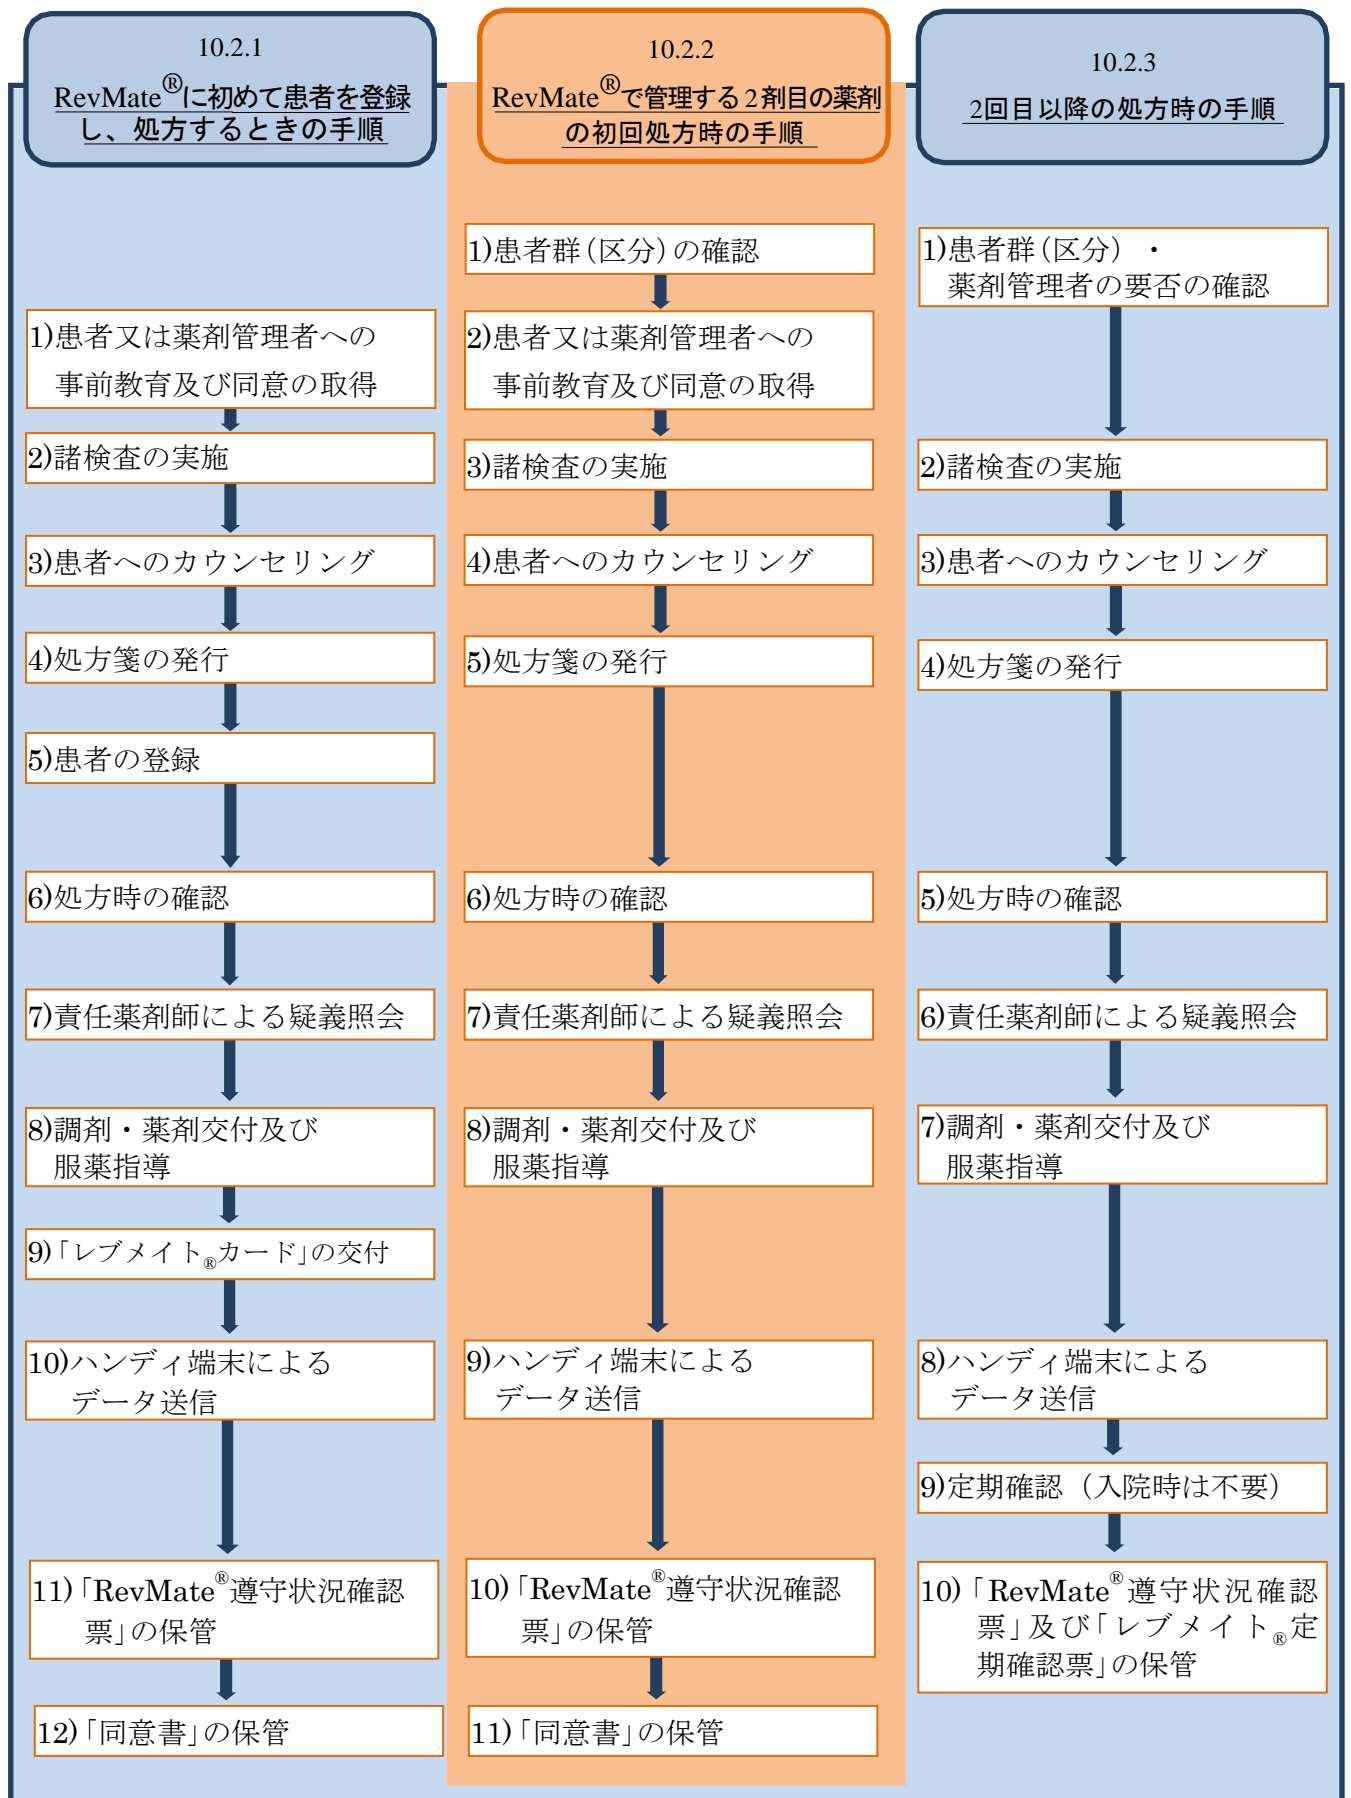 10.2.1
RevMate®に初めて患者を登録
し、処方するときの手順
1)患者又は薬剤管理者への
事前教育及び同意の取得
2)諸検査の実施
3)患者へのカウンセリング
4)処方箋の発行
5)患者の登録
6)処方時の確認
7)責任薬剤師による疑義照会
8)調剤・薬剤交付及び
服薬指導
9)「レブメイト®カード」の交付
10)ハンディ端末による
データ送信
11)「RevMate®遵守状況確認
票」の保管
12)「同意書」の保管
10.2.2
RevMate®で管理する2剤目の薬剤
の初回処方時の手順
1)患者群(区分)の確認
2)患者又は薬剤管理者への
事前教育及び同意の取得
3)諸検査の実施
4)患者へのカウンセリング
5)処方箋の発行
6)処方時の確認
7)責任薬剤師による疑義照会
8)調剤・薬剤交付及び
服薬指導
9)ハンディ端末による
データ送信
10)「RevMate®遵守状況確認
票」の保管
11)「同意書」の保管
10.2.3
2回目以降の処方時の手順
1)患者群(区分)・
薬剤管理者の要否の確認
2)諸検査の実施
3)患者へのカウンセリング
4)処方箋の発行
5)処方時の確認
6)責任薬剤師による疑義照会
7)調剤・薬剤交付及び
服薬指導
8)ハンディ端末による
データ送信
9)定期確認（入院時は不要）
10)「RevMate®遵守状況確認
票」及び「レブメイト®定
期確認票」の保管